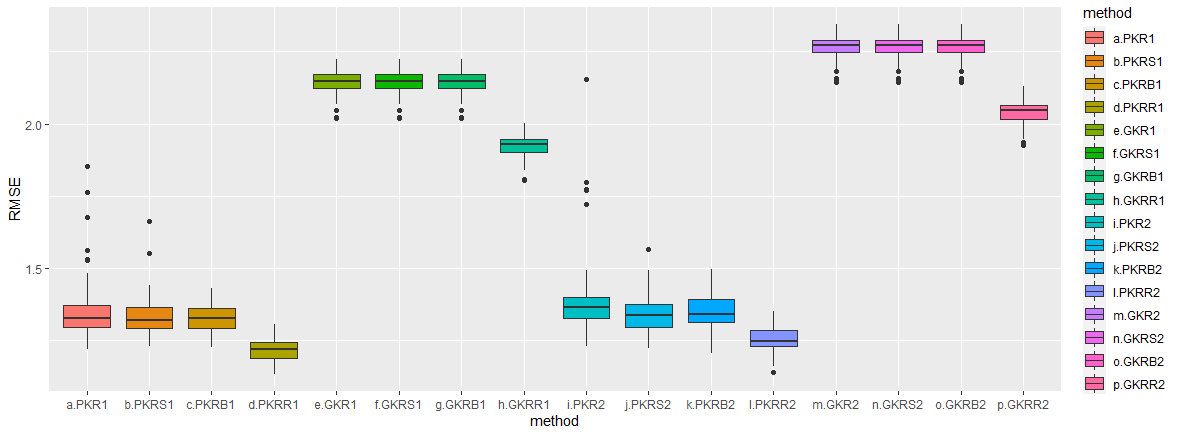 RMSE
2.0
1.5
a.PKR1 b.PKRS1 c.PKRB1 d.PKRR1 e.GKR1 f.GKRS1 g.GKRB1 h.GKRR1 i.PKR2 j.PKRS2 k.PKRB2 l.PKRR2 m.GKR2 n.GKRS2 o.GKRB2 p.GKRR2
method
method
a.PKR1
b.PKRS1
c.PKRB1
d.PKRR1
e.GKR1
f.GKRS1
g.GKRB1
h.GKRR1
i.PKR2
j.PKRS2
k.PKRB2
l.PKRR2
m.GKR2
n.GKRS2
o.GKRB2
p.GKRR2